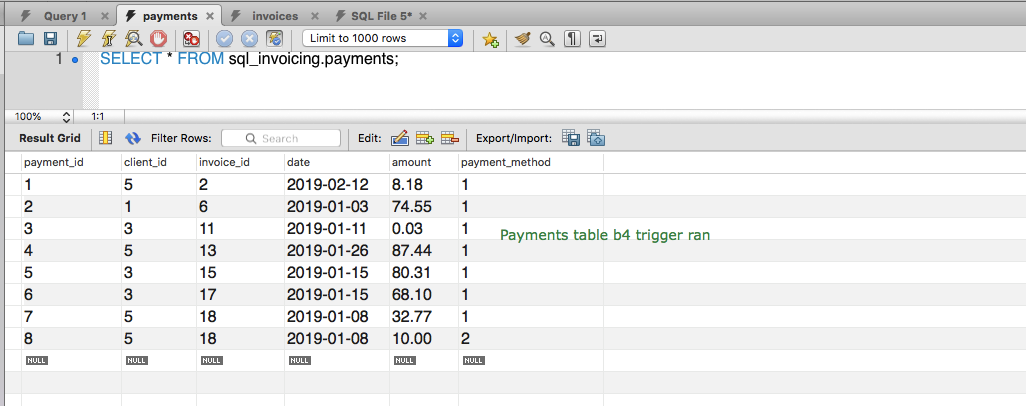 Query 1 payments invoices SQL File 5*
Limit to 1000 rows
1 SELECT * FROM sql_invoicing.payments;
100% 1:1
Result Grid Filter Rows: Search Edit: Export/Import:
payment_id client_id invoice_id date amount payment_method
1 5 2 2019-02-12 8.18 1
2 1 6 2019-01-03 74.55 1
3 3 11 2019-01-11 0.03 1
Payments table b4 trigger ran
4 5 13 2019-01-26 87.44 1
5 3 15 2019-01-15 80.31 1
6 3 17 2019-01-15 68.10 1
7 5 18 2019-01-08 32.77 1
8 5 18 2019-01-08 10.00 2
NULL NULL NULL NULL NULL NULL